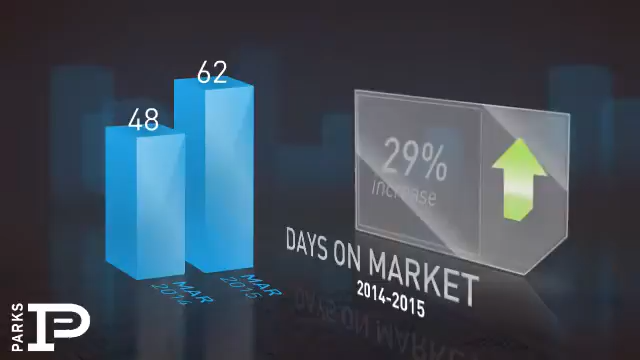 62
48
29%
increase
DAYS ON MARKET
2014-2015
MAR
2014
MAR
2015
PARKS
P